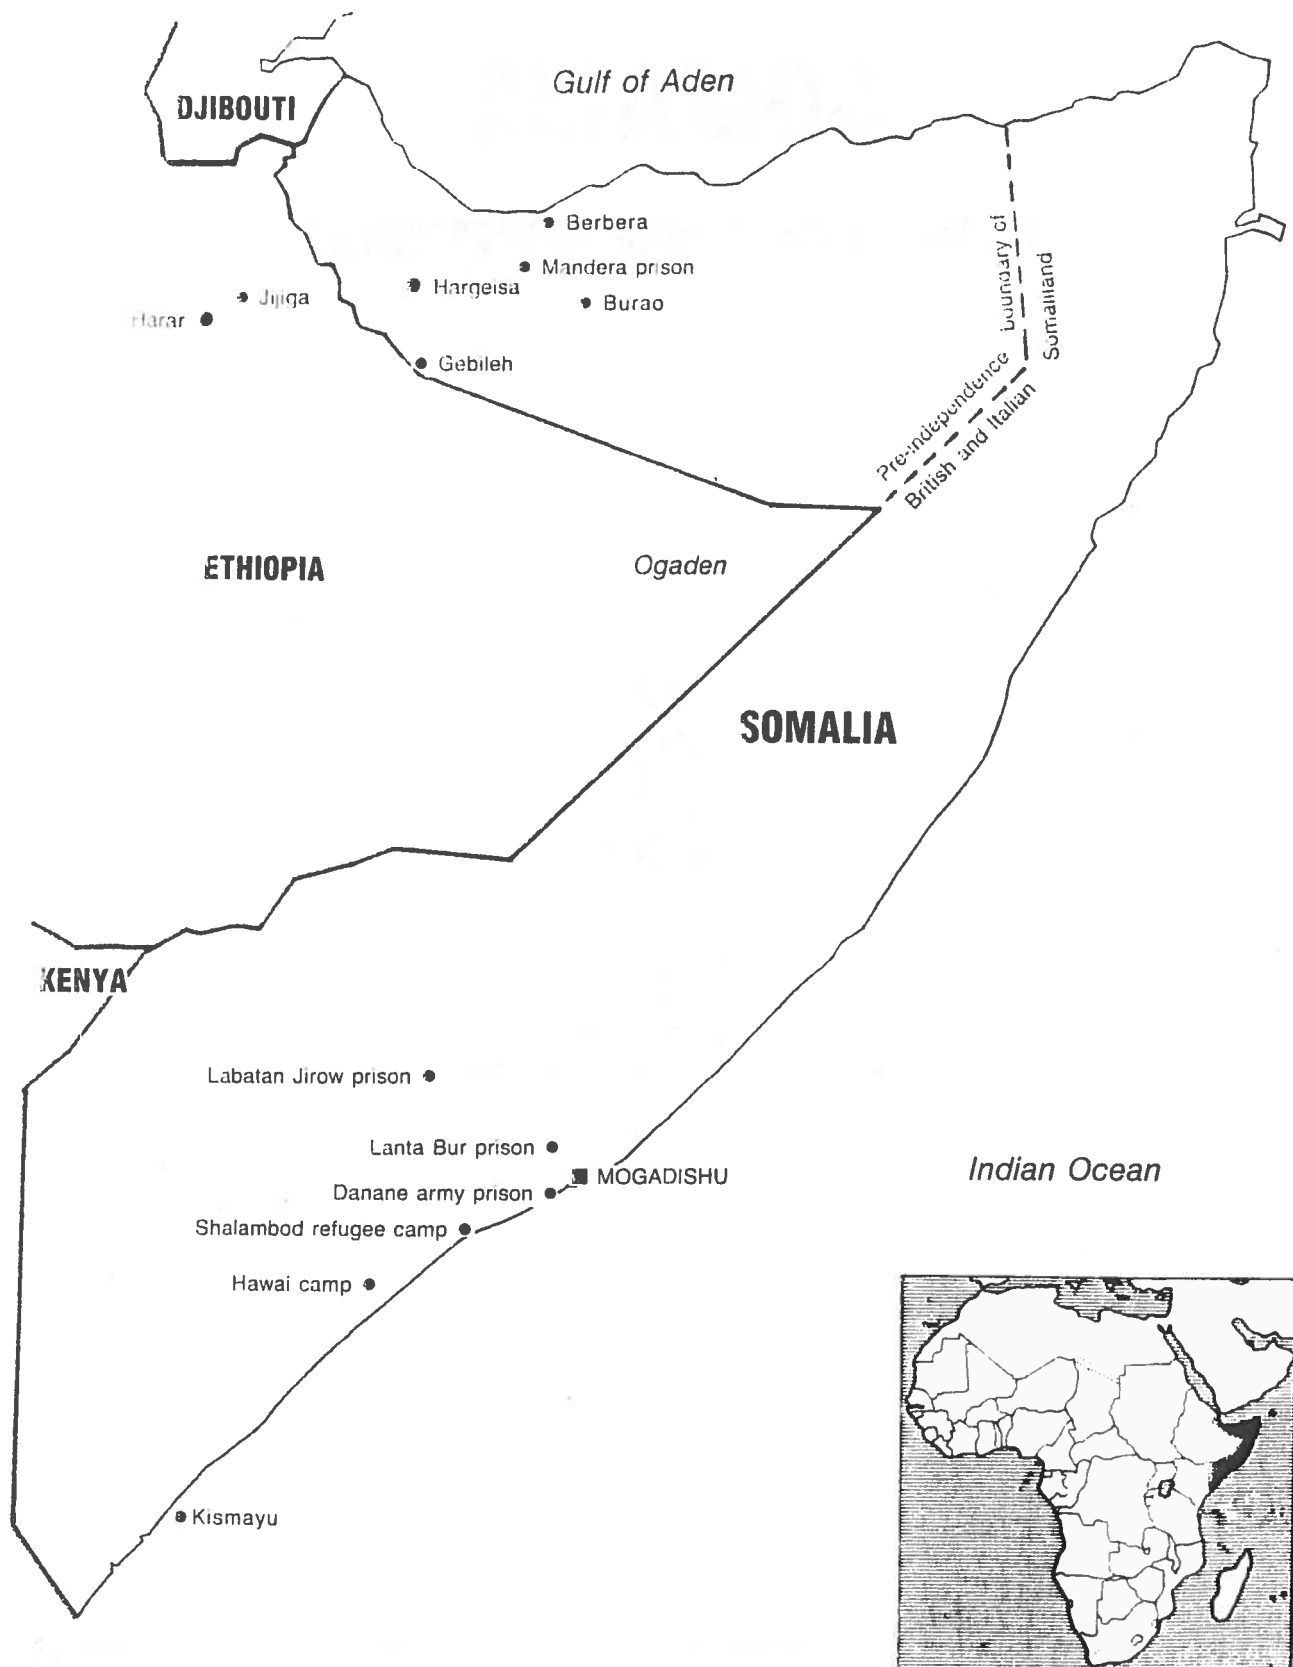 Gulf of Aden
DJIBOUTI
Berbera
Mandera prison
Hargeisa
Jijiga
Burao
Harar
Gebileh
Pre-independence boundary of
British and Italian Somaliland
ETHIOPIA
Ogaden
SOMALIA
KENYA
Labatan Jirow prison
Lanta Bur prison
MOGADISHU
Indian Ocean
Danane army prison
Shalambod refugee camp
Hawai camp
Kismayu